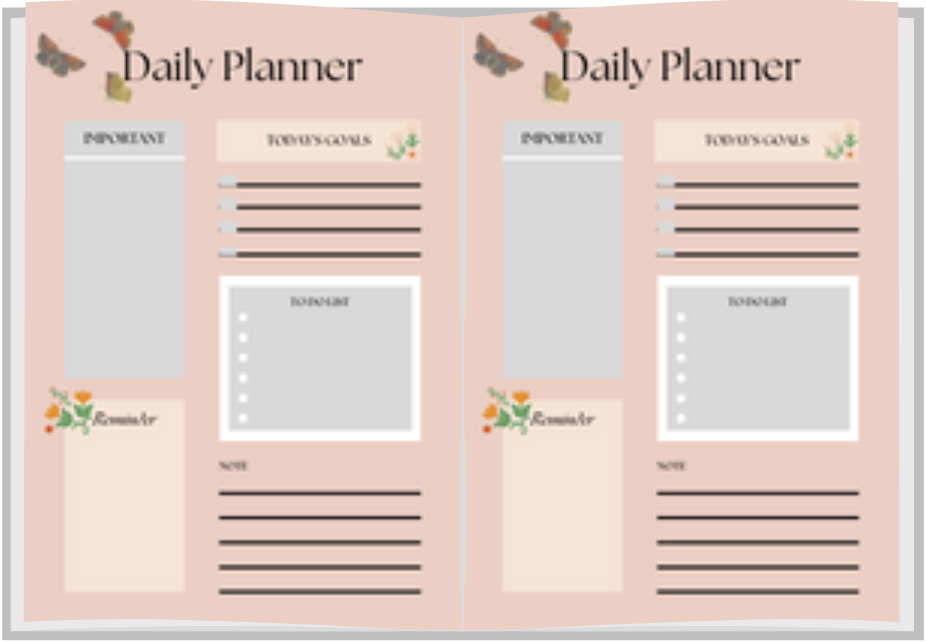 Daily Planner
IMPORTANT
TODAY'S GOALS
TO DO LIST
Reminder
NOTE
Daily Planner
IMPORTANT
TODAY'S GOALS
TO DO LIST
Reminder
NOTE